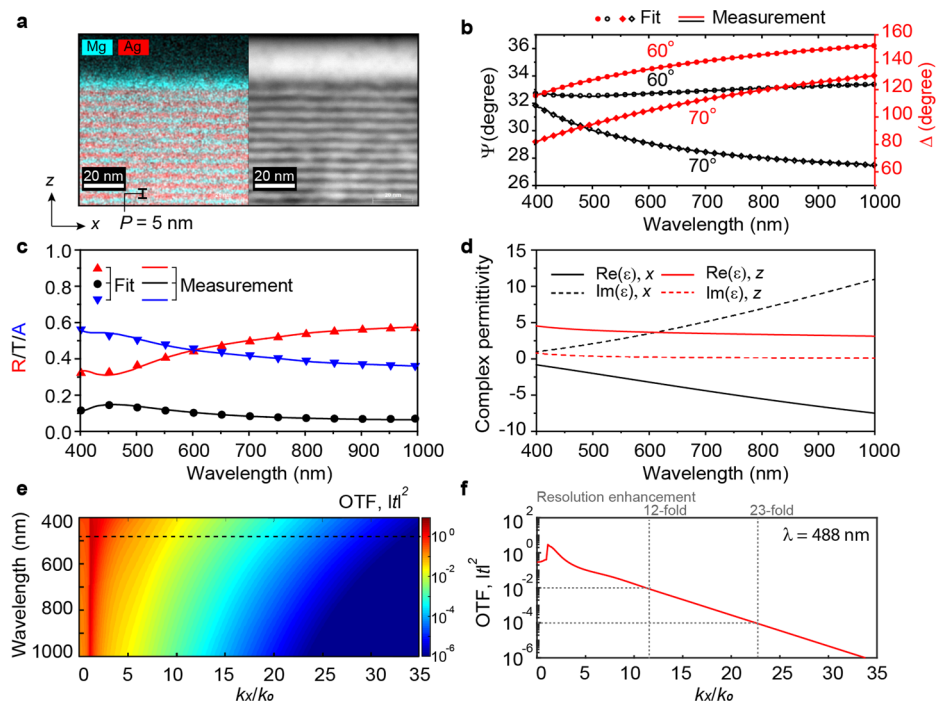 a
Mg Ag
20 nm
20 nm
z
x
P = 5 nm
b
Fit Measurement
36
34
32
30
28
26
Ψ (degree)
160
140
120
100
80
60
Δ (degree)
60°
60°
70°
70°
400 500 600 700 800 900 1000
Wavelength (nm)
c
1.0
0.8
0.6
0.4
0.2
0.0
R/T/A
Fit Measurement
400 500 600 700 800 900 1000
Wavelength (nm)
d
15
10
5
0
-5
-10
Complex permittivity
Re(ε), x Re(ε), z
Im(ε), x Im(ε), z
400 500 600 700 800 900 1000
Wavelength (nm)
e
OTF, |t|²
400
600
800
1000
Wavelength (nm)
10⁰
10⁻²
10⁻⁴
10⁻⁶
0 5 10 15 20 25 30 35
kₓ/k₀
f
Resolution enhancement
12-fold 23-fold
λ = 488 nm
10²
10⁰
10⁻²
10⁻⁴
10⁻⁶
OTF, |t|²
0 5 10 15 20 25 30 35
kₓ/k₀